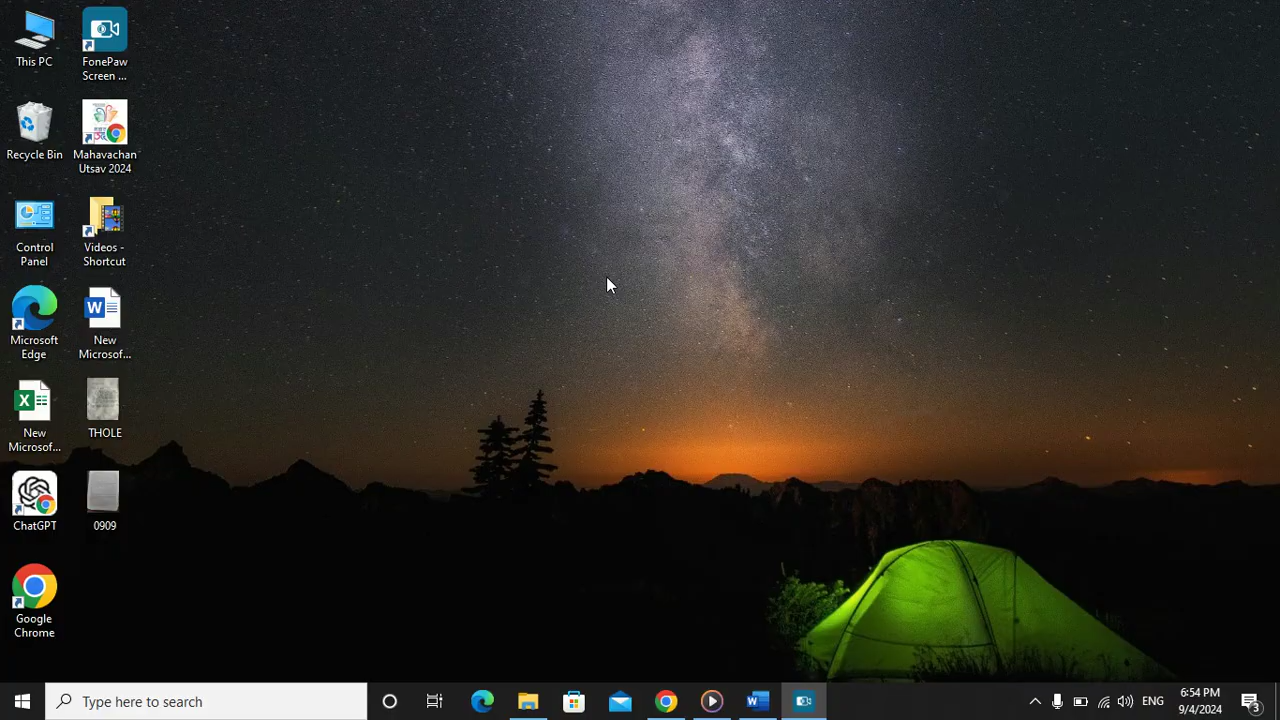 This PC
FonePaw
Screen ...
Recycle Bin
Mahavachan
Utsav 2024
Control
Panel
Videos -
Shortcut
Microsoft
Edge
New
Microsof...
New
Microsof...
THOLE
ChatGPT
0909
Google
Chrome
Type here to search
ENG
6:54 PM
9/4/2024
3